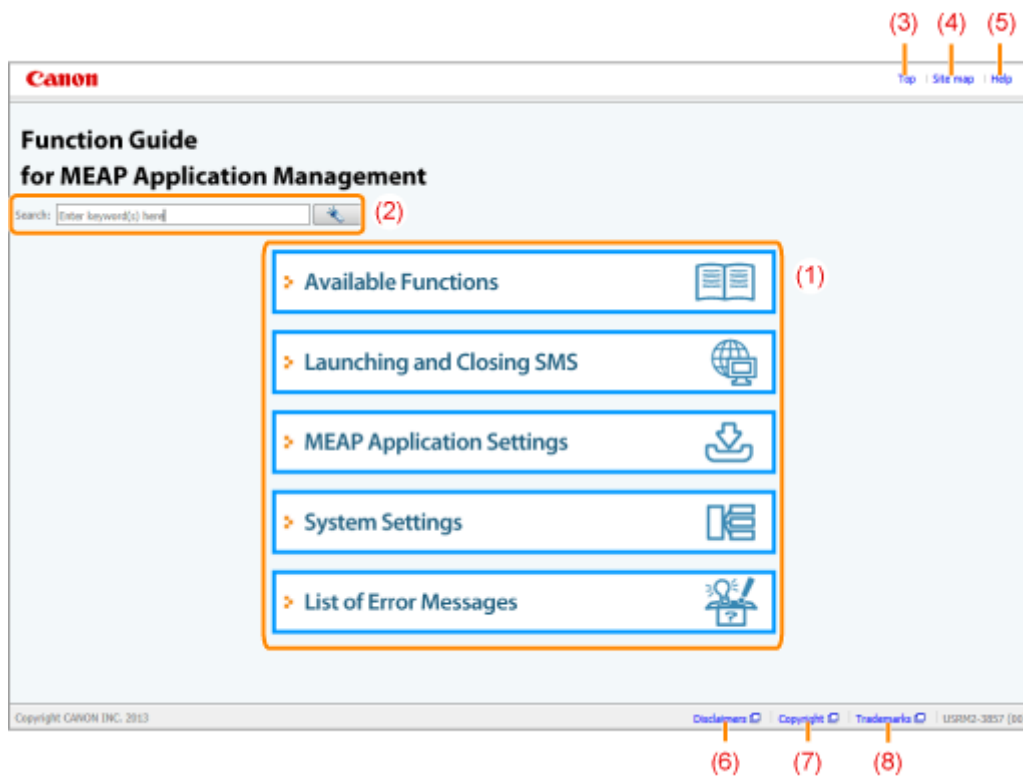 (3) (4) (5)
Canon
Top Site map Help
Function Guide
for MEAP Application Management
Search: Enter keyword(s) here (2)
(1)
Available Functions
Launching and Closing SMS
MEAP Application Settings
System Settings
List of Error Messages
?
Copyright CANON INC. 2013 Disclaimers Copyright Trademarks USRM2-3857
(6) (7) (8)